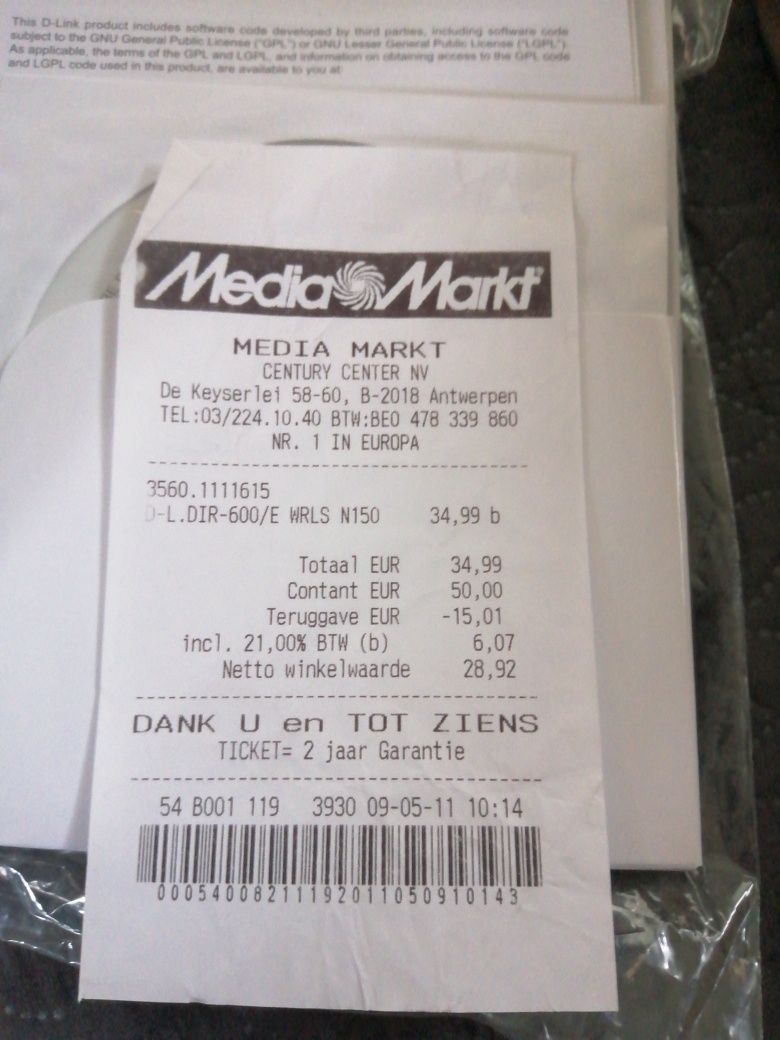 This D-Link product includes software code developed by third parties, including software code
subject to the GNU General Public License ("GPL") or GNU Lesser General Public License ("LGPL").
As applicable, the terms of the GPL and LGPL, and information on obtaining access to the GPL code
and LGPL code used in this product, are available to you at:
Media Markt
MEDIA MARKT
CENTURY CENTER NV
De Keyserlei 58-60, B-2018 Antwerpen
TEL:03/224.10.40 BTW:BE0 478 339 860
NR. 1 IN EUROPA
3560.1111615
D-L.DIR-600/E WRLS N150 34,99 b
Totaal EUR 34,99
Contant EUR 50,00
Teruggave EUR -15,01
incl. 21,00% BTW (b) 6,07
Netto winkelwaarde 28,92
DANK U en TOT ZIENS
TICKET= 2 jaar Garantie
54 B001 119 3930 09-05-11 10:14
0005400821119201105091 0143